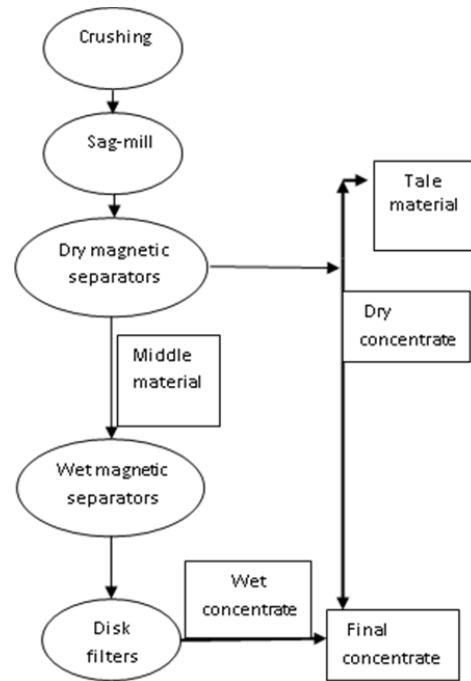 Crushing
Sag-mill
Tale
material
Dry magnetic
separators
Dry
concentrate
Middle
material
Wet magnetic
separators
Wet
concentrate
Disk
filters
Final
concentrate